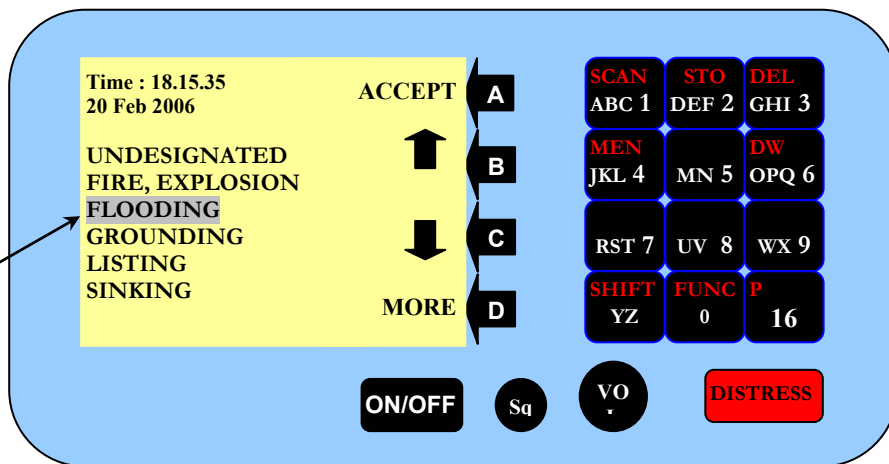 Time : 18.15.35
20 Feb 2006
ACCEPT
A
B
UNDESIGNATED
FIRE, EXPLOSION
FLOODING
GROUNDING
LISTING
SINKING
C
MORE
D
SCAN
ABC 1
STO
DEF 2
DEL
GHI 3
MEN
JKL 4
MN 5
DW
OPQ 6
RST 7
UV 8
WX 9
SHIFT
YZ
FUNC
0
P
16
ON/OFF
Sq
VO
DISTRESS